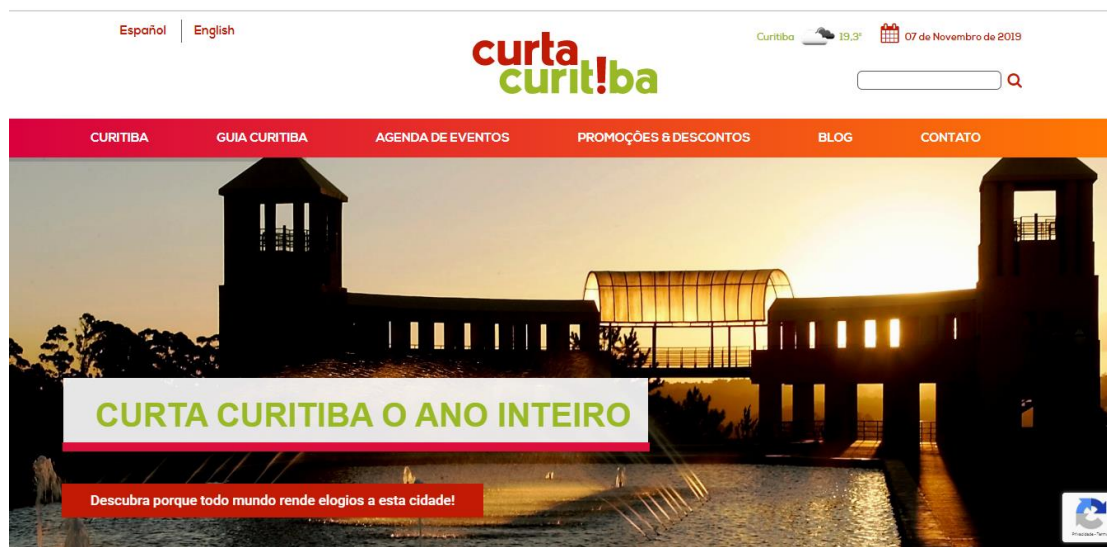 Español
English
curta
curit!ba
Curitiba 19,3°
07 de Novembro de 2019
CURITIBA
GUIA CURITIBA
AGENDA DE EVENTOS
PROMOÇÕES & DESCONTOS
BLOG
CONTATO
CURTA CURITIBA O ANO INTEIRO
Descubra porque todo mundo rende elogios a esta cidade!